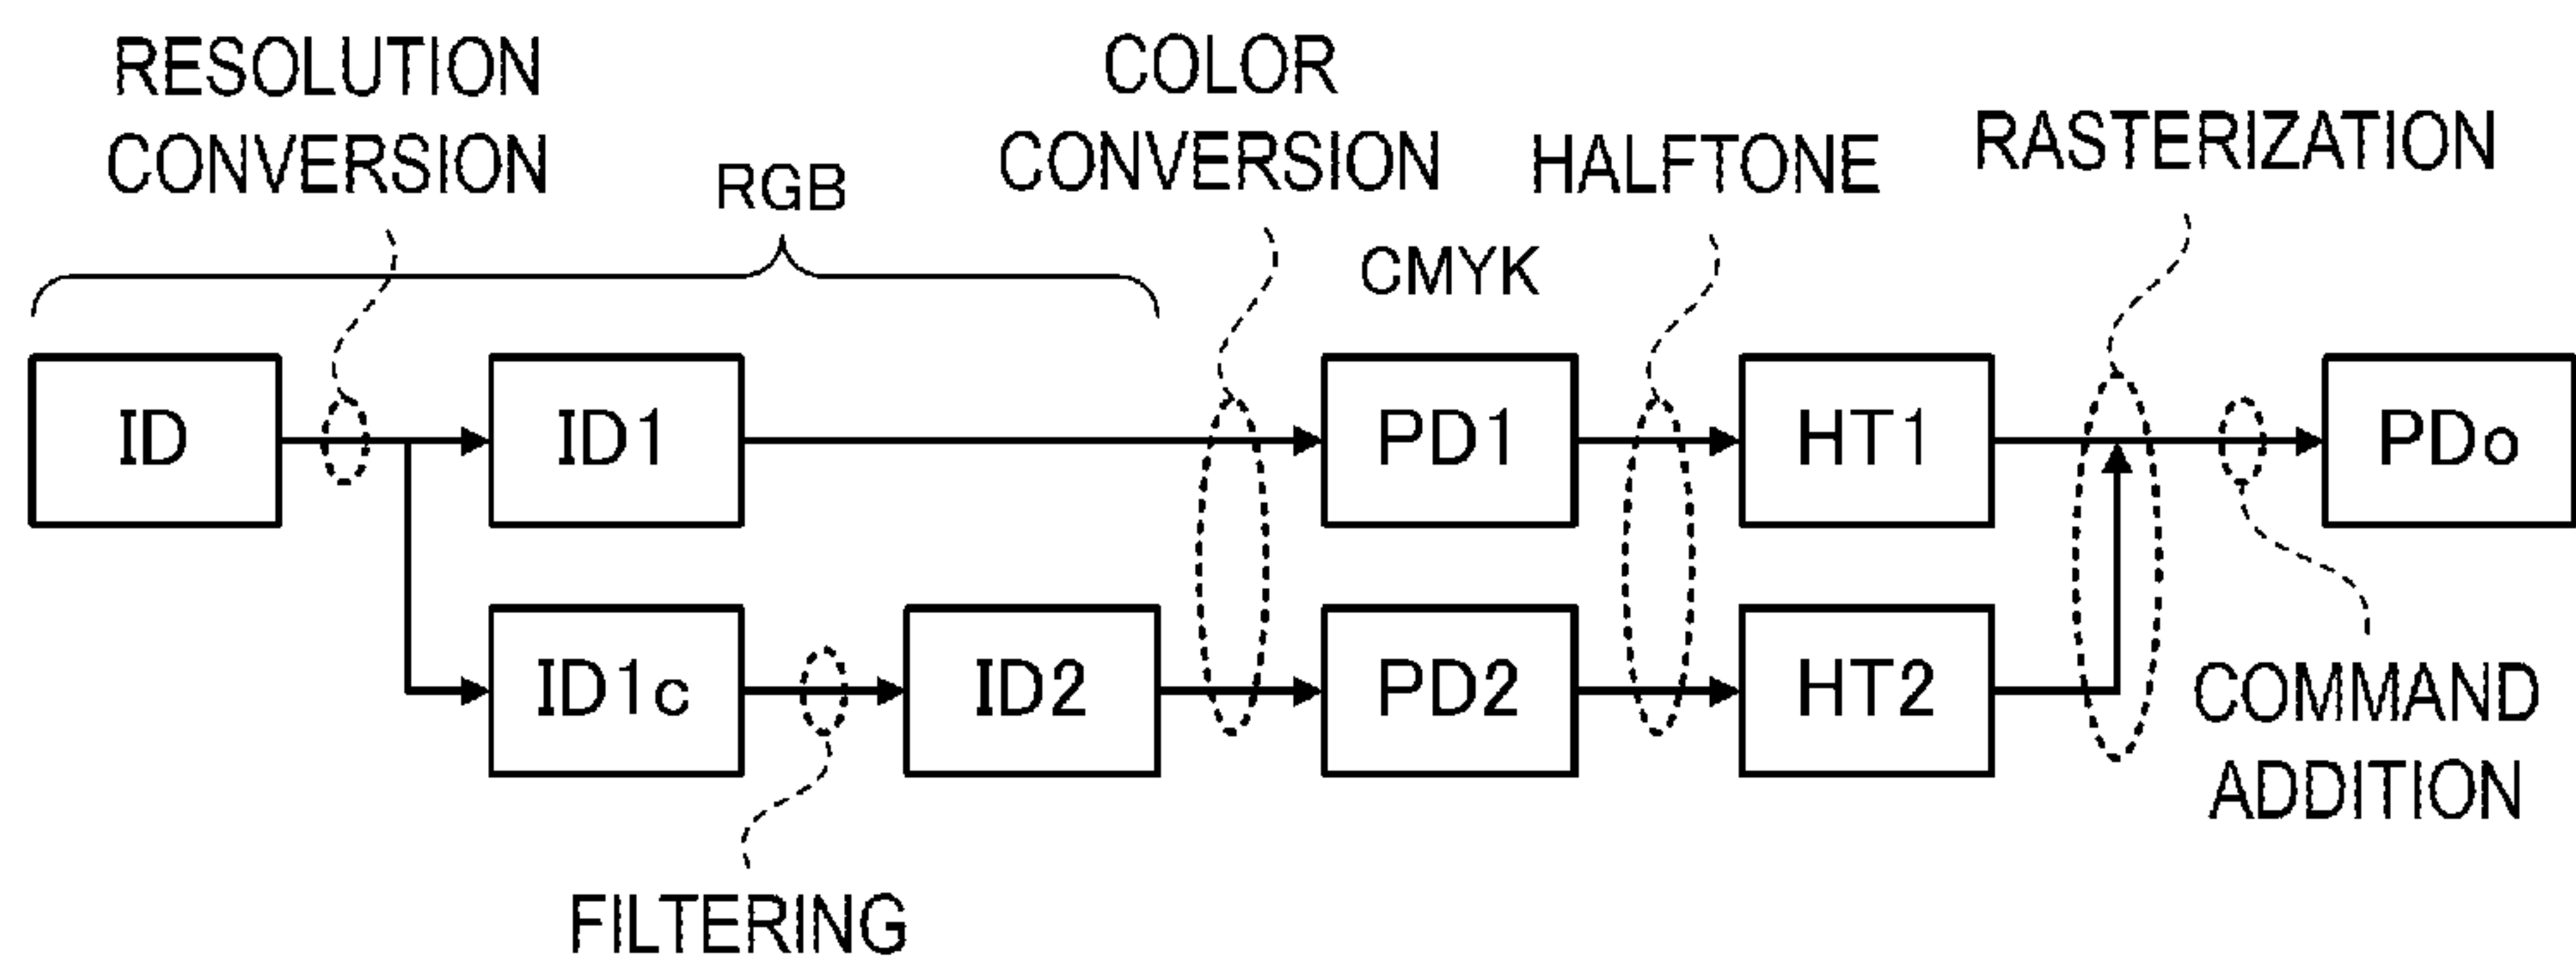 RESOLUTION
CONVERSION
RGB
COLOR
CONVERSION
CMYK
HALFTONE
RASTERIZATION
ID
ID1
PD1
HT1
PDo
ID1c
ID2
PD2
HT2
FILTERING
COMMAND
ADDITION